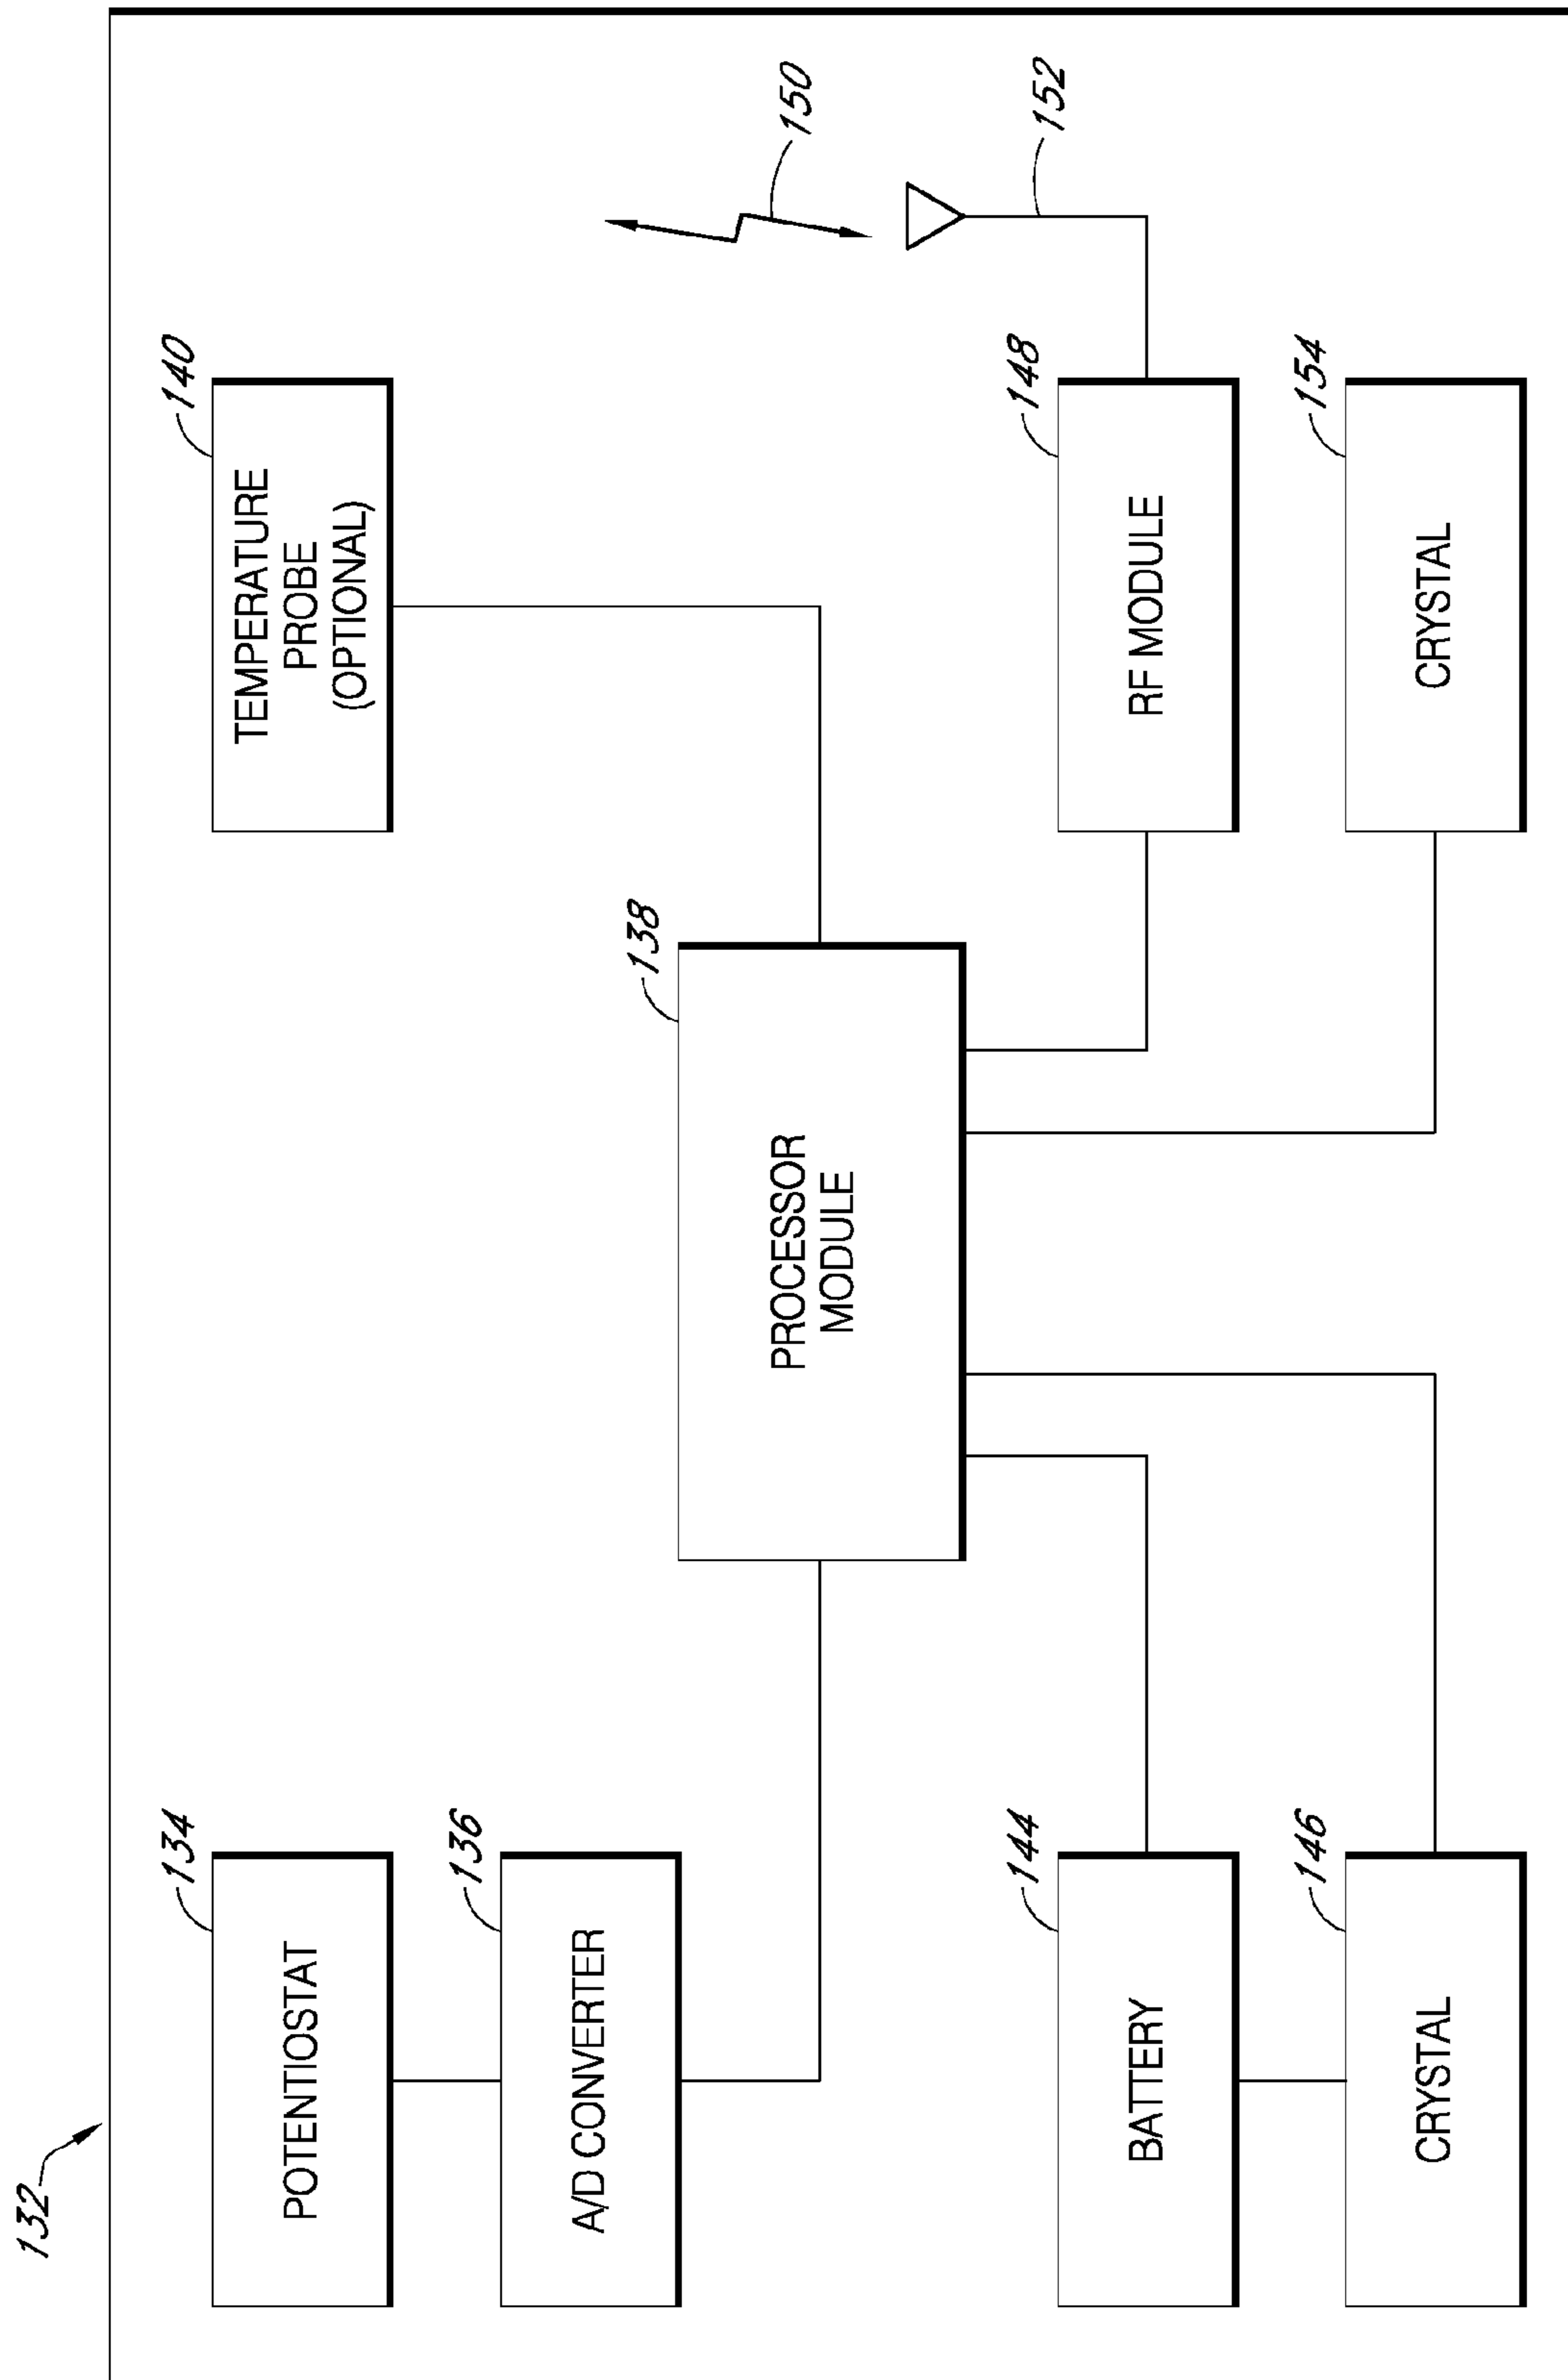 132
134
POTENTIOSTAT
136
A/D CONVERTER
138
PROCESSOR
MODULE
140
TEMPERATURE
PROBE
(OPTIONAL)
150
152
144
BATTERY
146
CRYSTAL
148
RF MODULE
154
CRYSTAL